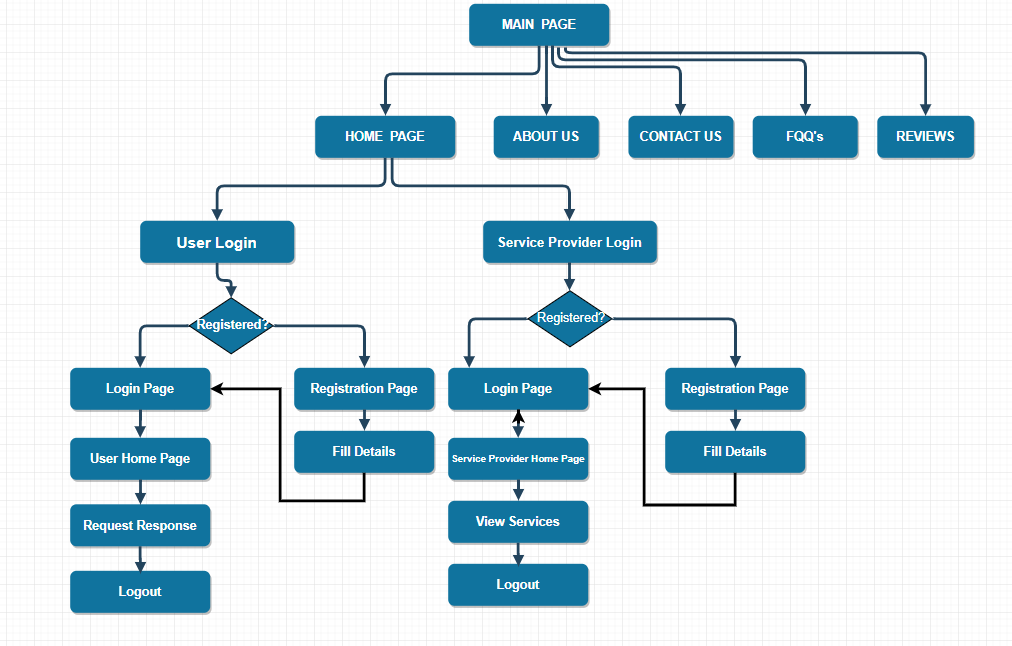 MAIN PAGE
HOME PAGE
ABOUT US
CONTACT US
FQQ's
REVIEWS
User Login
Service Provider Login
Registered?
Registered?
Login Page
Registration Page
Login Page
Registration Page
Fill Details
Fill Details
User Home Page
Service Provider Home Page
Request Response
View Services
Logout
Logout